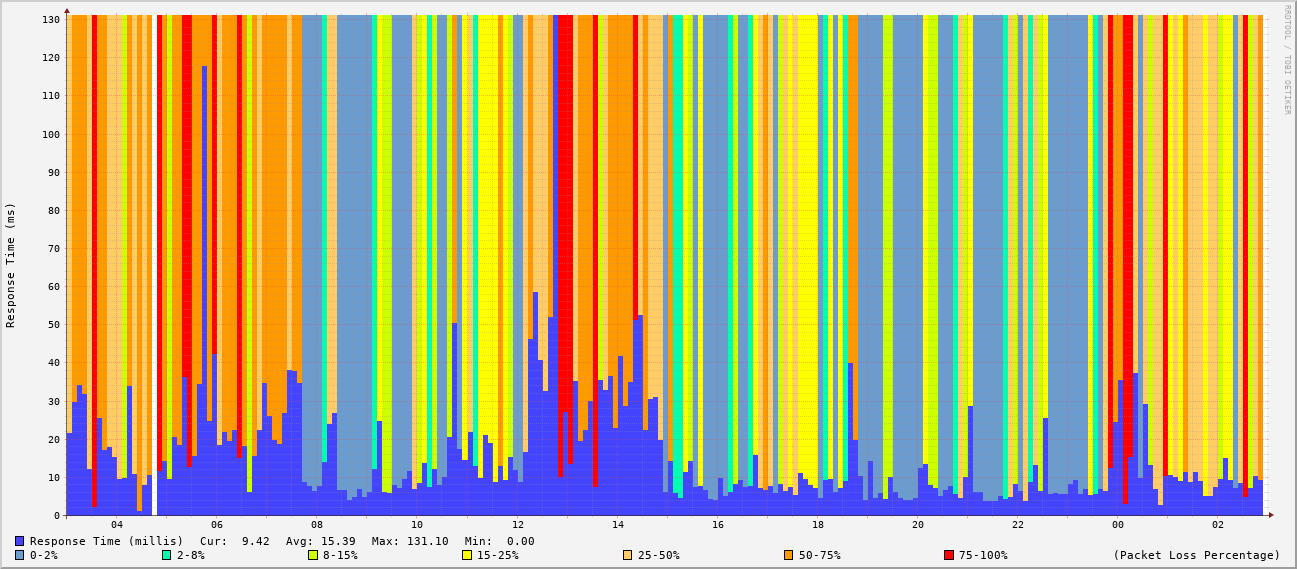 RRDTOOL / TOBI OETIKER
Response Time (ms)
130
120
110
100
90
80
70
60
50
40
30
20
10
0
04 06 08 10 12 14 16 18 20 22 00 02
Response Time (millis) Cur: 9.42 Avg: 15.39 Max: 131.10 Min: 0.00
0-2% 2-8% 8-15% 15-25% 25-50% 50-75% 75-100% (Packet Loss Percentage)